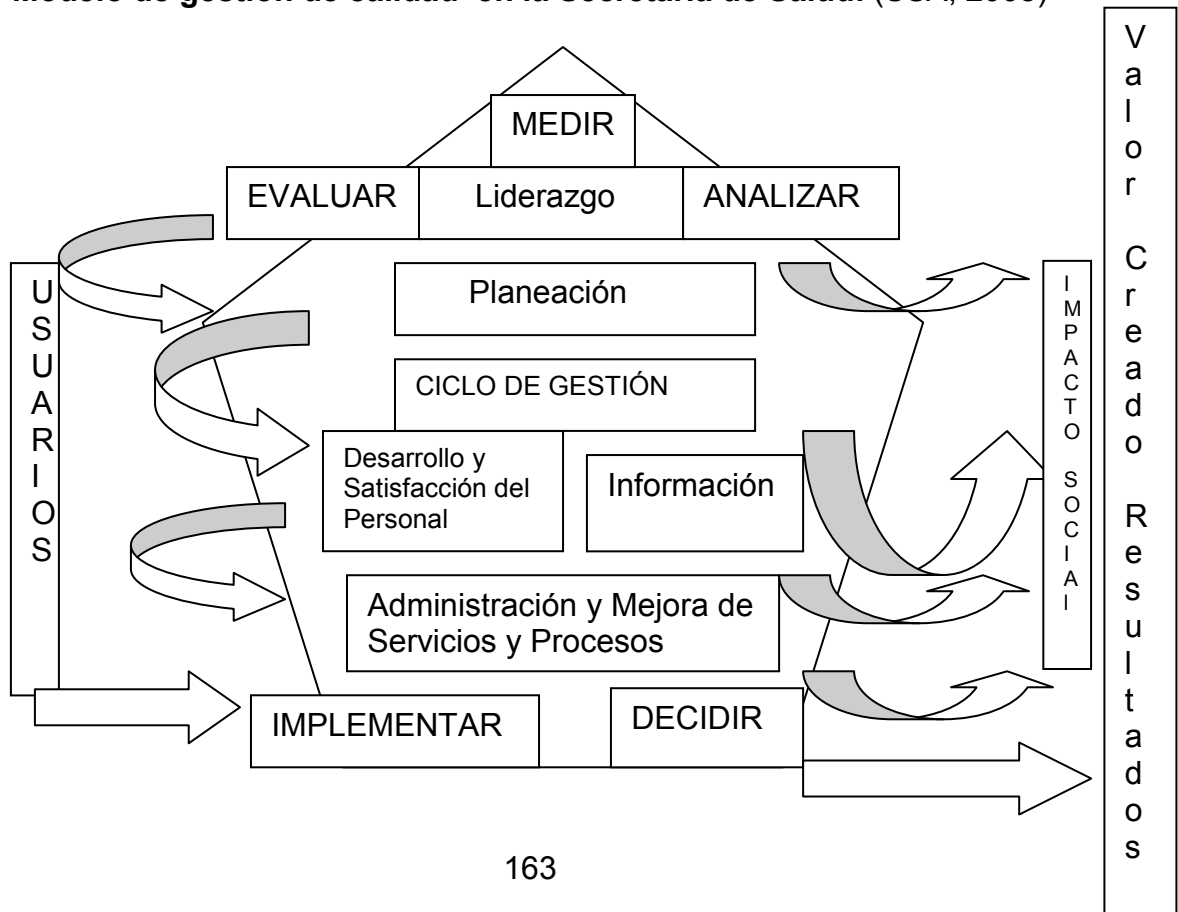 Modelo de gestión de calidad en la Secretaría de Salud. (SSA,
MEDIR
EVALUAR
Liderazgo
ANALIZAR
Planeación
CICLO DE GESTIÓN
Desarrollo y
Satisfacción del
Personal
Información
Administración y Mejora de
Servicios y Procesos
IMPLEMENTAR
DECIDIR
USUARIOS
IMPACTO SOCIAL
Valor Creado Resultados
163